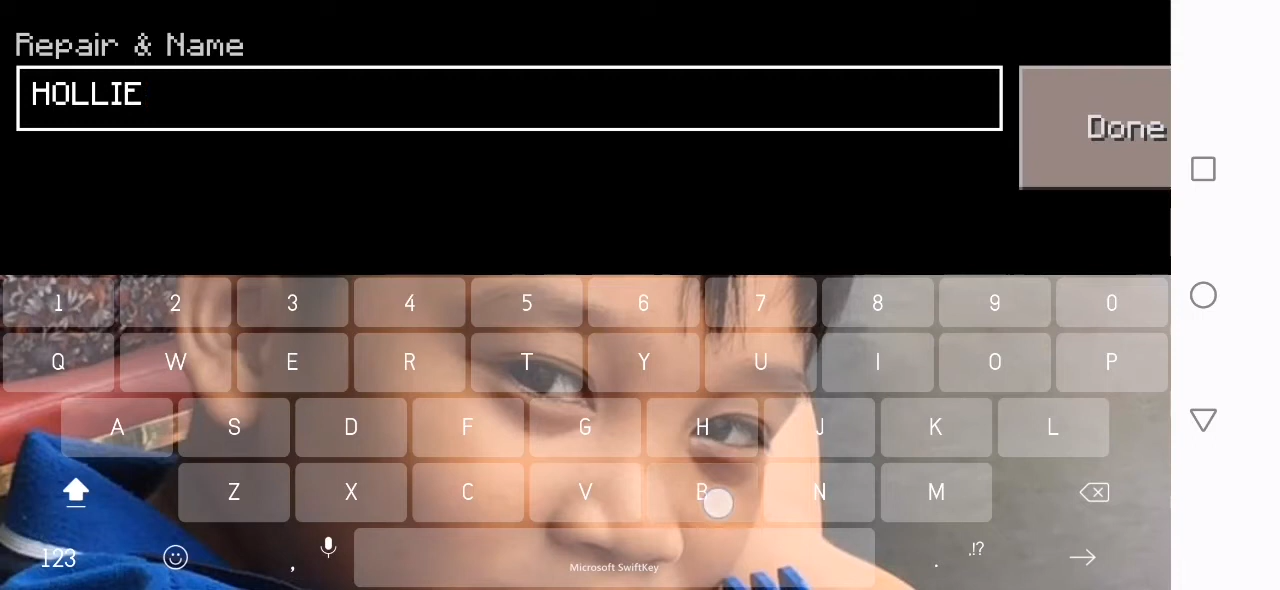 Repair & Name
HOLLIE
Done
1 2 3 4 5 6 7 8 9 0
Q W E R T Y U I O P
A S D F G H J K L
Z X C V B N M
123 , Microsoft SwiftKey . .!?